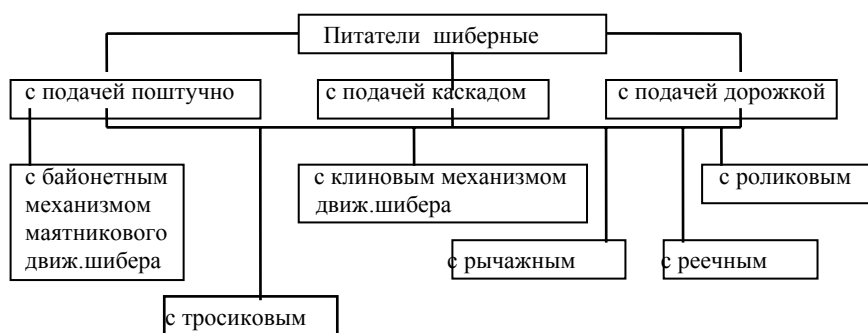 Питатели шиберные
с подачей поштучно
с подачей каскадом
с подачей дорожкой
с байонетным
механизмом
маятникового
движ.шибера
с клиновым механизмом
движ.шибера
с роликовым
с рычажным
с реечным
с тросиковым